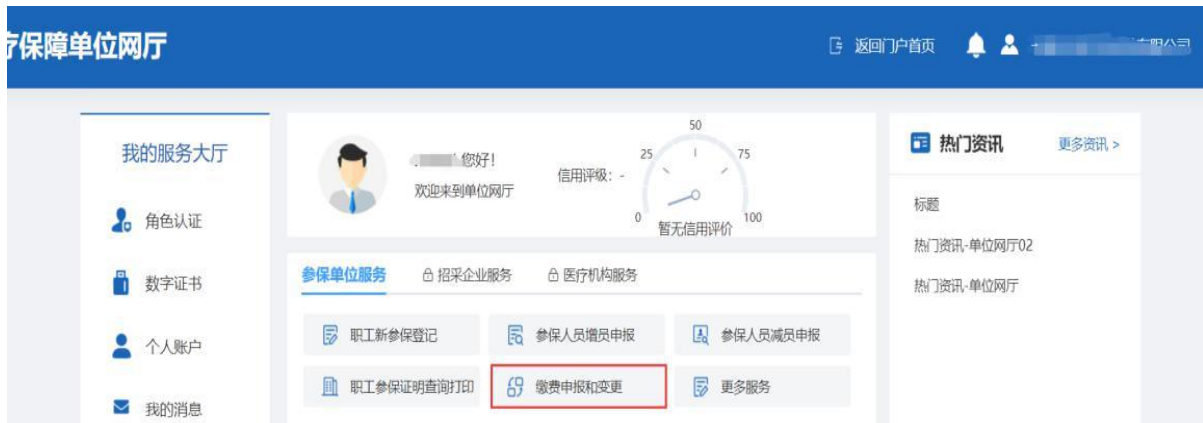 疗保障单位网厅
返回门户首页
有限公司
我的服务大厅
角色认证
数字证书
个人账户
我的消息
您好!
欢迎来到单位网厅
信用评级: -
0
25
50
75
100
暂无信用评价
参保单位服务
招采企业服务
医疗机构服务
职工新参保登记
参保人员增员申报
参保人员减员申报
职工参保证明查询打印
缴费申报和变更
更多服务
热门资讯
更多资讯 >
标题
热门资讯-单位网厅02
热门资讯-单位网厅